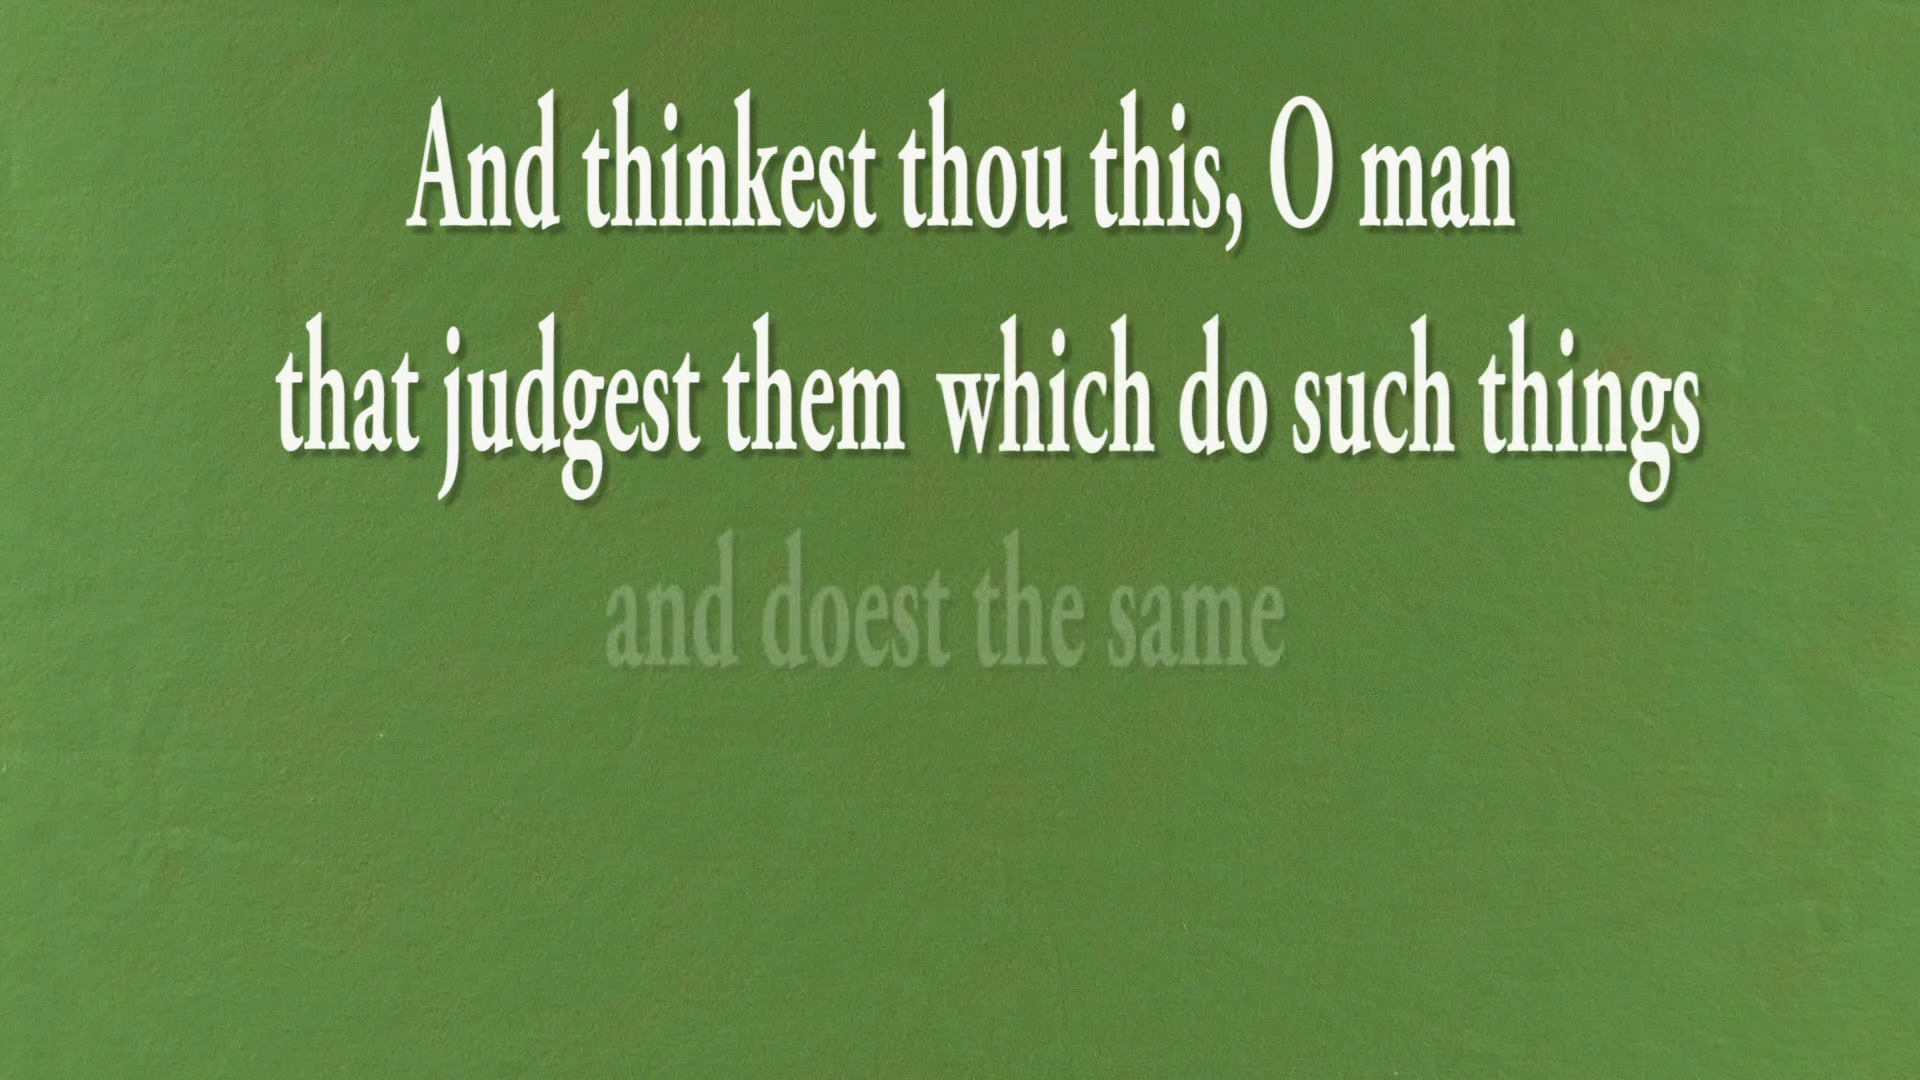 And thinkest thou this, O man
that judgest them which do such things
and doest the same